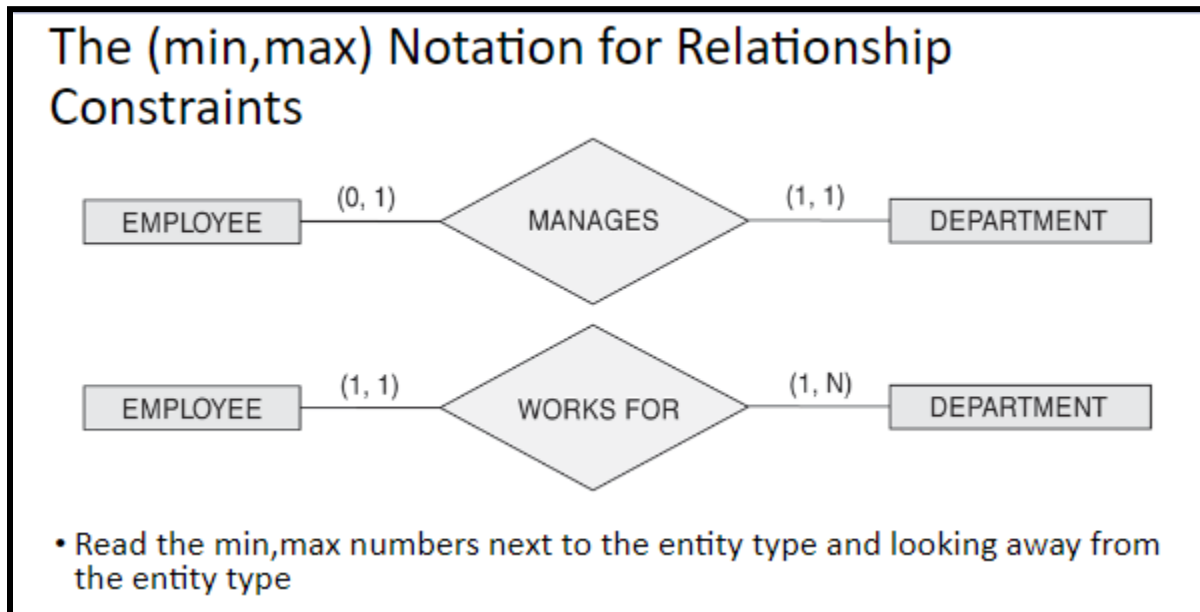 The (min,max) Notation for Relationship
Constraints
(0, 1)
(1, 1)
EMPLOYEE
MANAGES
DEPARTMENT
(1, 1)
(1, N)
EMPLOYEE
WORKS FOR
DEPARTMENT
• Read the min,max numbers next to the entity type and looking away from
the entity type